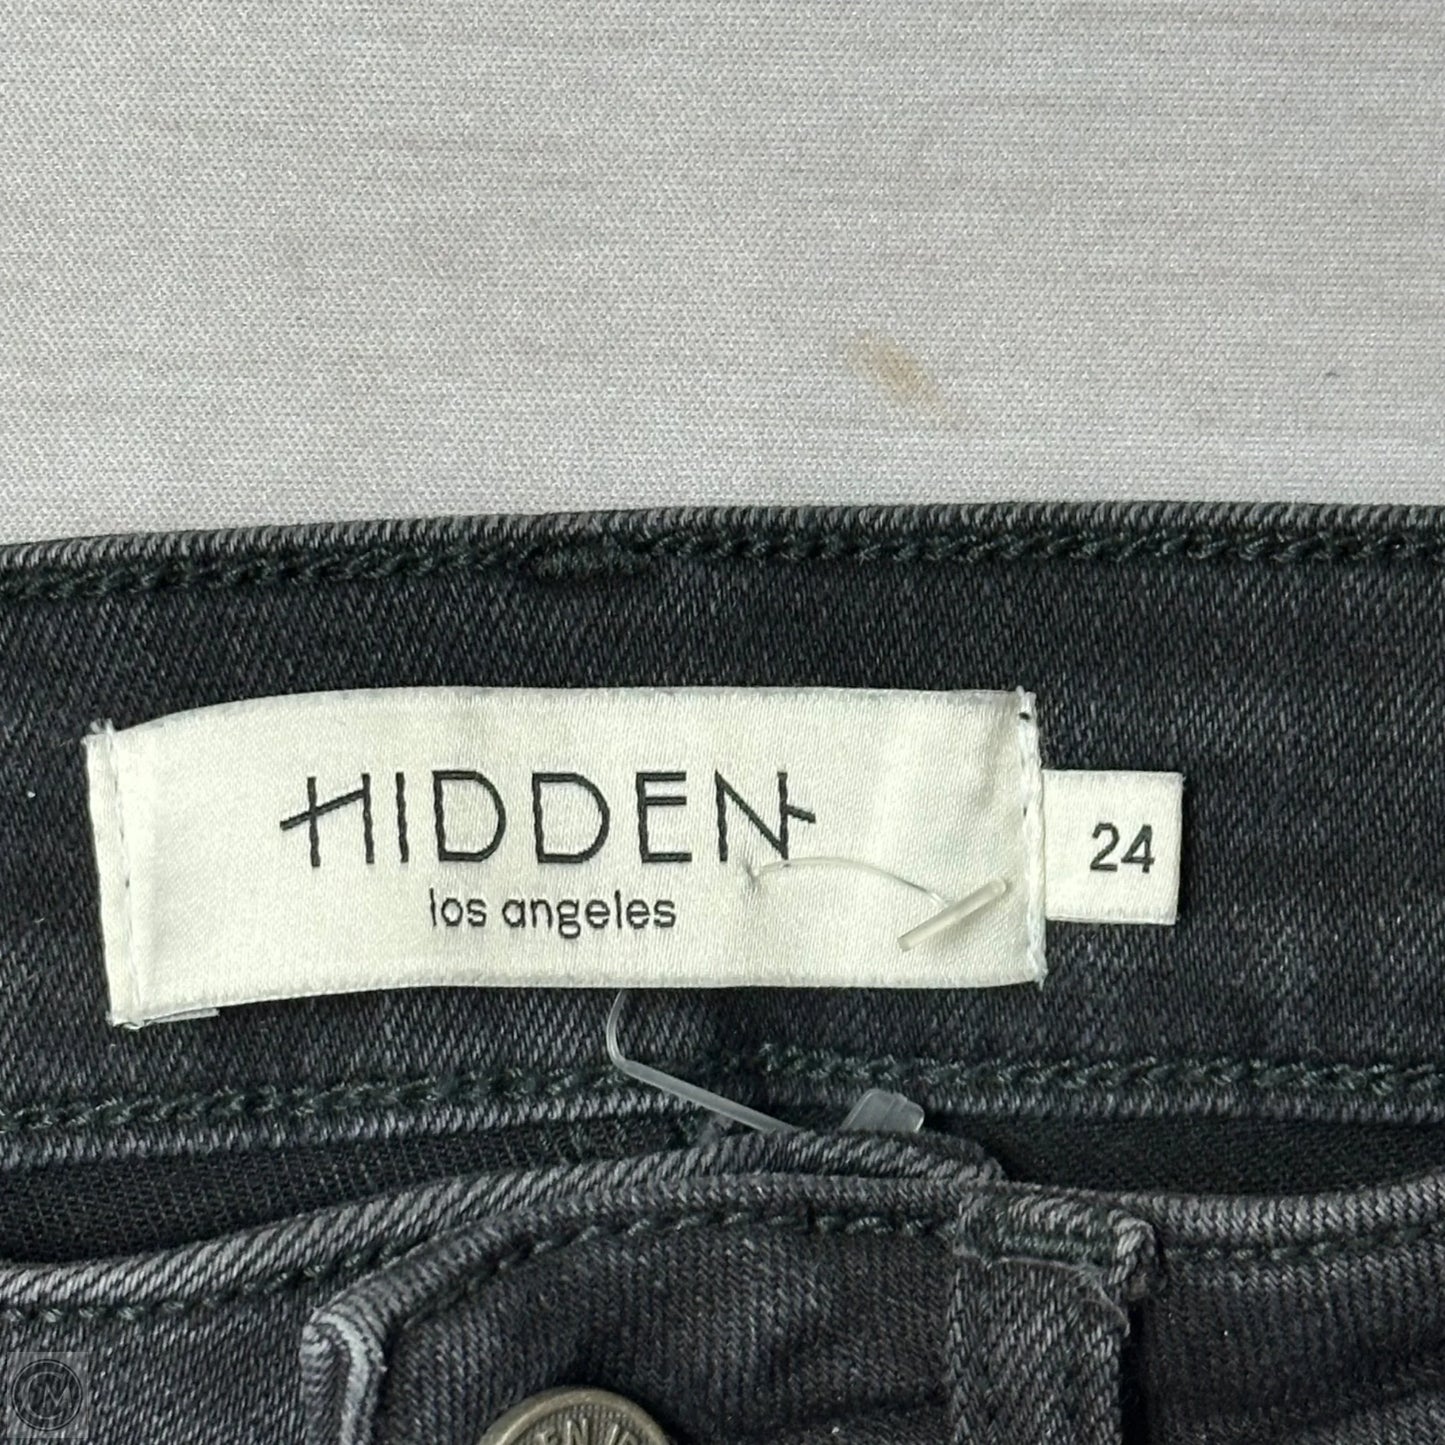 HIDDEN
los angeles
24